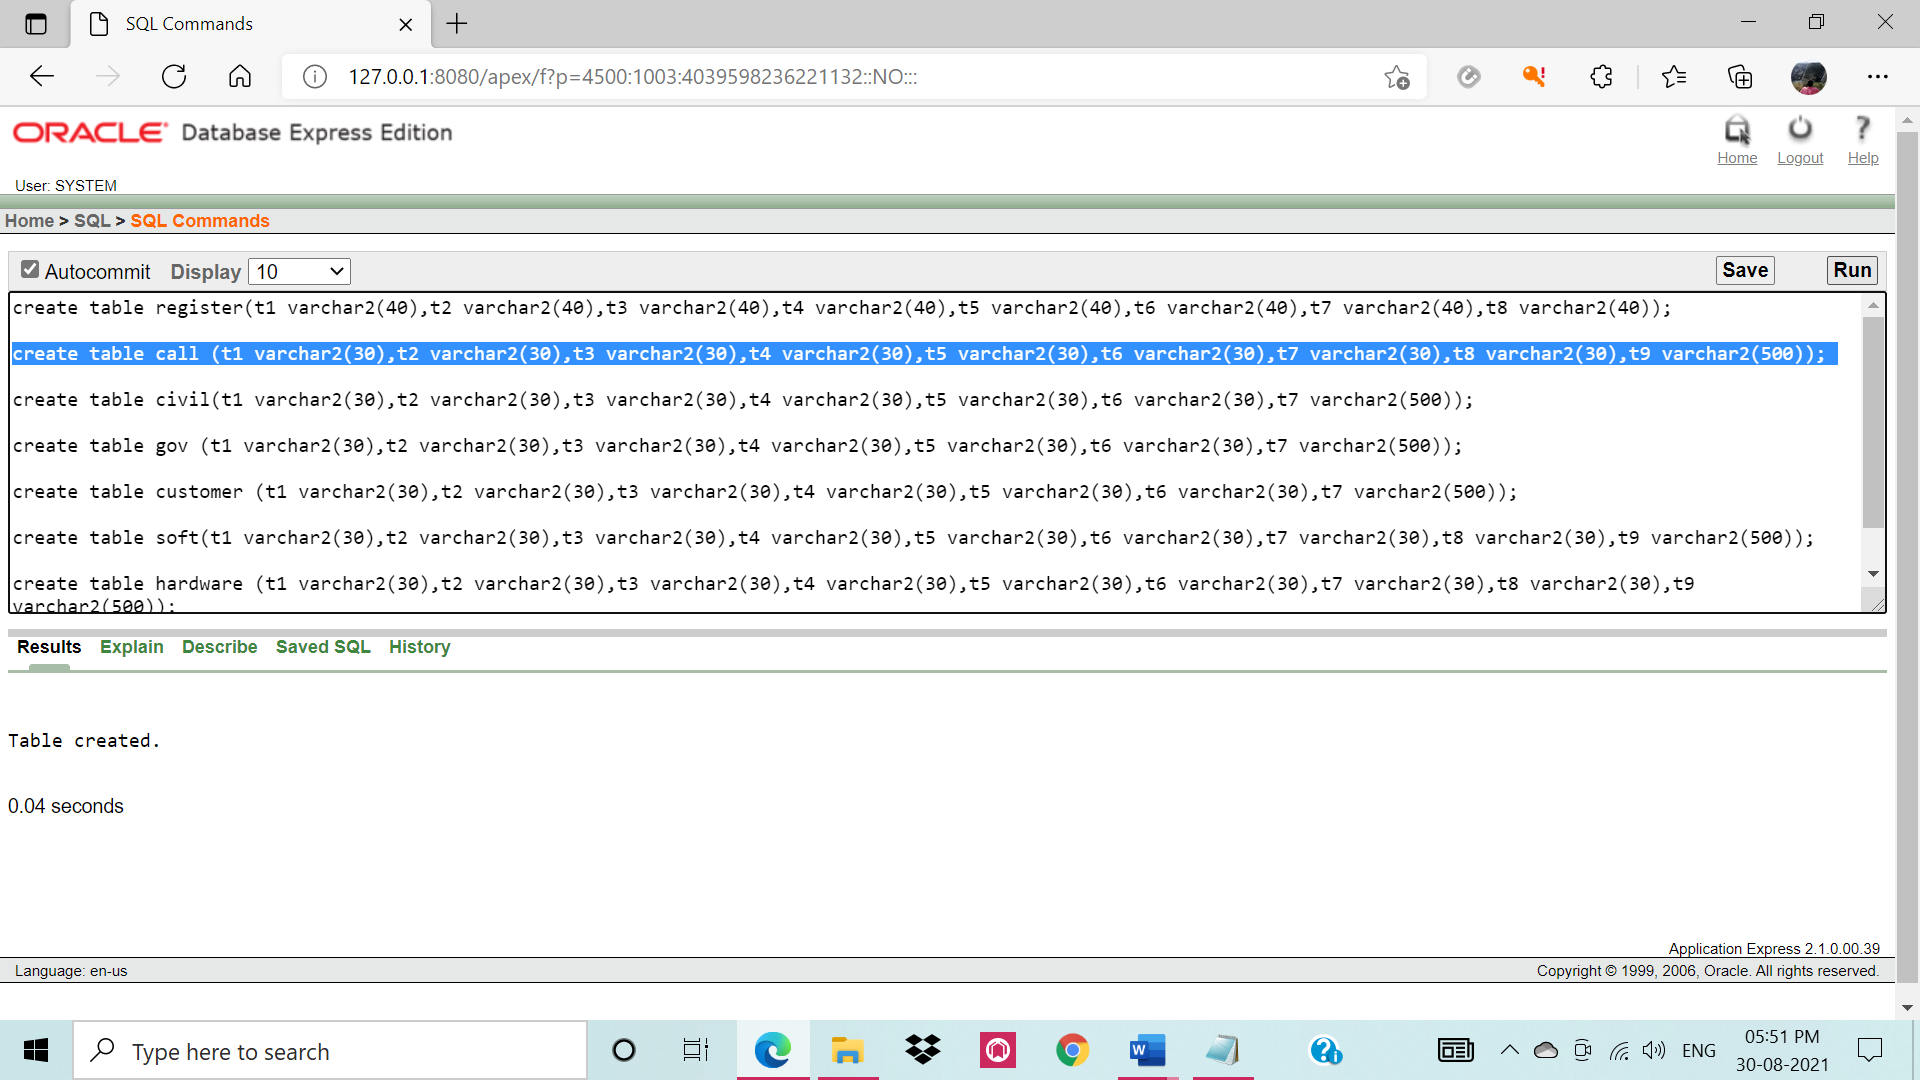 SQL Commands
127.0.0.1:8080/apex/f?p=4500:1003:4039598236221132::NO:::
ORACLE Database Express Edition
Home Logout Help
User: SYSTEM
Home > SQL > SQL Commands
Autocommit Display 10 Save Run
create table register(t1 varchar2(40),t2 varchar2(40),t3 varchar2(40),t4 varchar2(40),t5 varchar2(40),t6 varchar2(40),t7 varchar2(40),t8 varchar2(40));
create table call (t1 varchar2(30),t2 varchar2(30),t3 varchar2(30),t4 varchar2(30),t5 varchar2(30),t6 varchar2(30),t7 varchar2(30),t8 varchar2(30),t9 varchar2(500));
create table civil(t1 varchar2(30),t2 varchar2(30),t3 varchar2(30),t4 varchar2(30),t5 varchar2(30),t6 varchar2(30),t7 varchar2(500));
create table gov (t1 varchar2(30),t2 varchar2(30),t3 varchar2(30),t4 varchar2(30),t5 varchar2(30),t6 varchar2(30),t7 varchar2(500));
create table customer (t1 varchar2(30),t2 varchar2(30),t3 varchar2(30),t4 varchar2(30),t5 varchar2(30),t6 varchar2(30),t7 varchar2(500));
create table soft(t1 varchar2(30),t2 varchar2(30),t3 varchar2(30),t4 varchar2(30),t5 varchar2(30),t6 varchar2(30),t7 varchar2(30),t8 varchar2(30),t9 varchar2(500));
create table hardware (t1 varchar2(30),t2 varchar2(30),t3 varchar2(30),t4 varchar2(30),t5 varchar2(30),t6 varchar2(30),t7 varchar2(30),t8 varchar2(30),t9
varchar2(500));
Results Explain Describe Saved SQL History
Table created.
0.04 seconds
Application Express 2.1.0.00.39
Language: en-us Copyright © 1999, 2006, Oracle. All rights reserved.
Type here to search
ENG
05:51 PM
30-08-2021